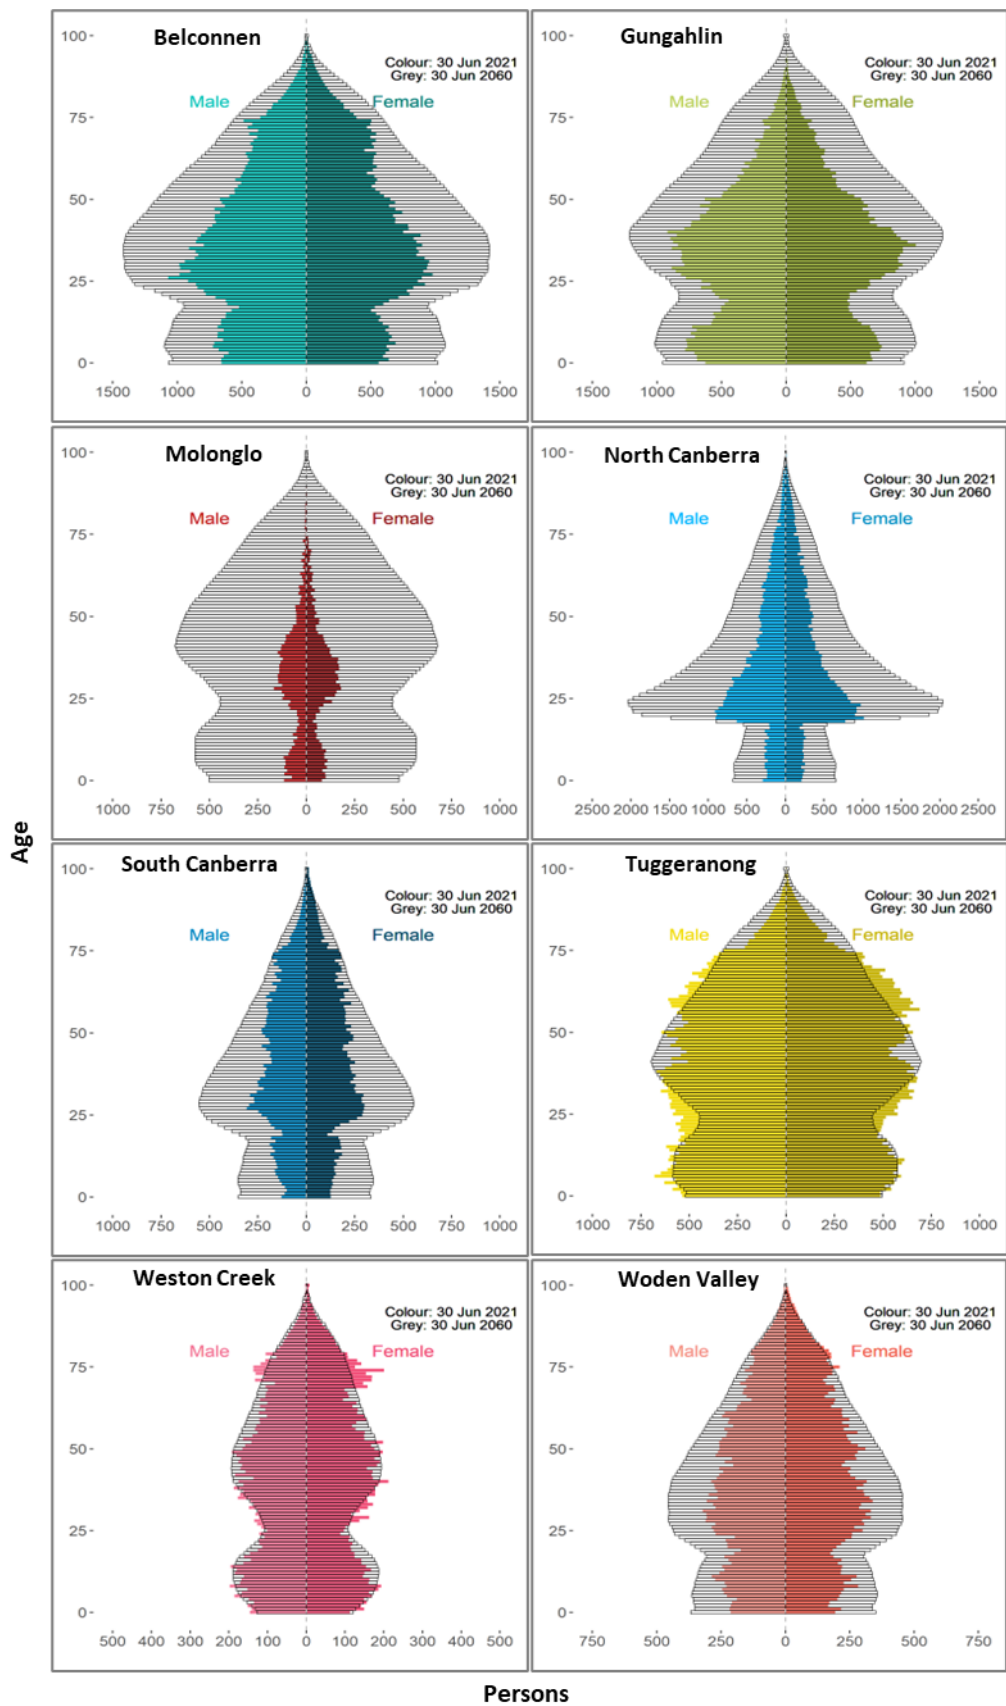 Belconnen
Colour: 30 Jun 2021
Grey: 30 Jun 2060
Male Female
100
75
50
25
0
1500 1000 500 0 500 1000 1500
Gungahlin
Colour: 30 Jun 2021
Grey: 30 Jun 2060
Male Female
100
75
50
25
0
1500 1000 500 0 500 1000 1500
Molonglo
Colour: 30 Jun 2021
Grey: 30 Jun 2060
Male Female
100
75
50
25
0
1000 750 500 250 0 250 500 750 1000
North Canberra
Colour: 30 Jun 2021
Grey: 30 Jun 2060
Male Female
100
75
50
25
0
2500 2000 1500 1000 500 0 500 1000 1500 2000 2500
Age
South Canberra
Colour: 30 Jun 2021
Grey: 30 Jun 2060
Male Female
100
75
50
25
0
1000 750 500 250 0 250 500 750 1000
Tuggeranong
Colour: 30 Jun 2021
Grey: 30 Jun 2060
Male Female
100
75
50
25
0
1000 750 500 250 0 250 500 750 1000
Weston Creek
Colour: 30 Jun 2021
Grey: 30 Jun 2060
Male Female
100
75
50
25
0
500 400 300 200 100 0 100 200 300 400 500
Woden Valley
Colour: 30 Jun 2021
Grey: 30 Jun 2060
Male Female
100
75
50
25
0
750 500 250 0 250 500 750
Persons